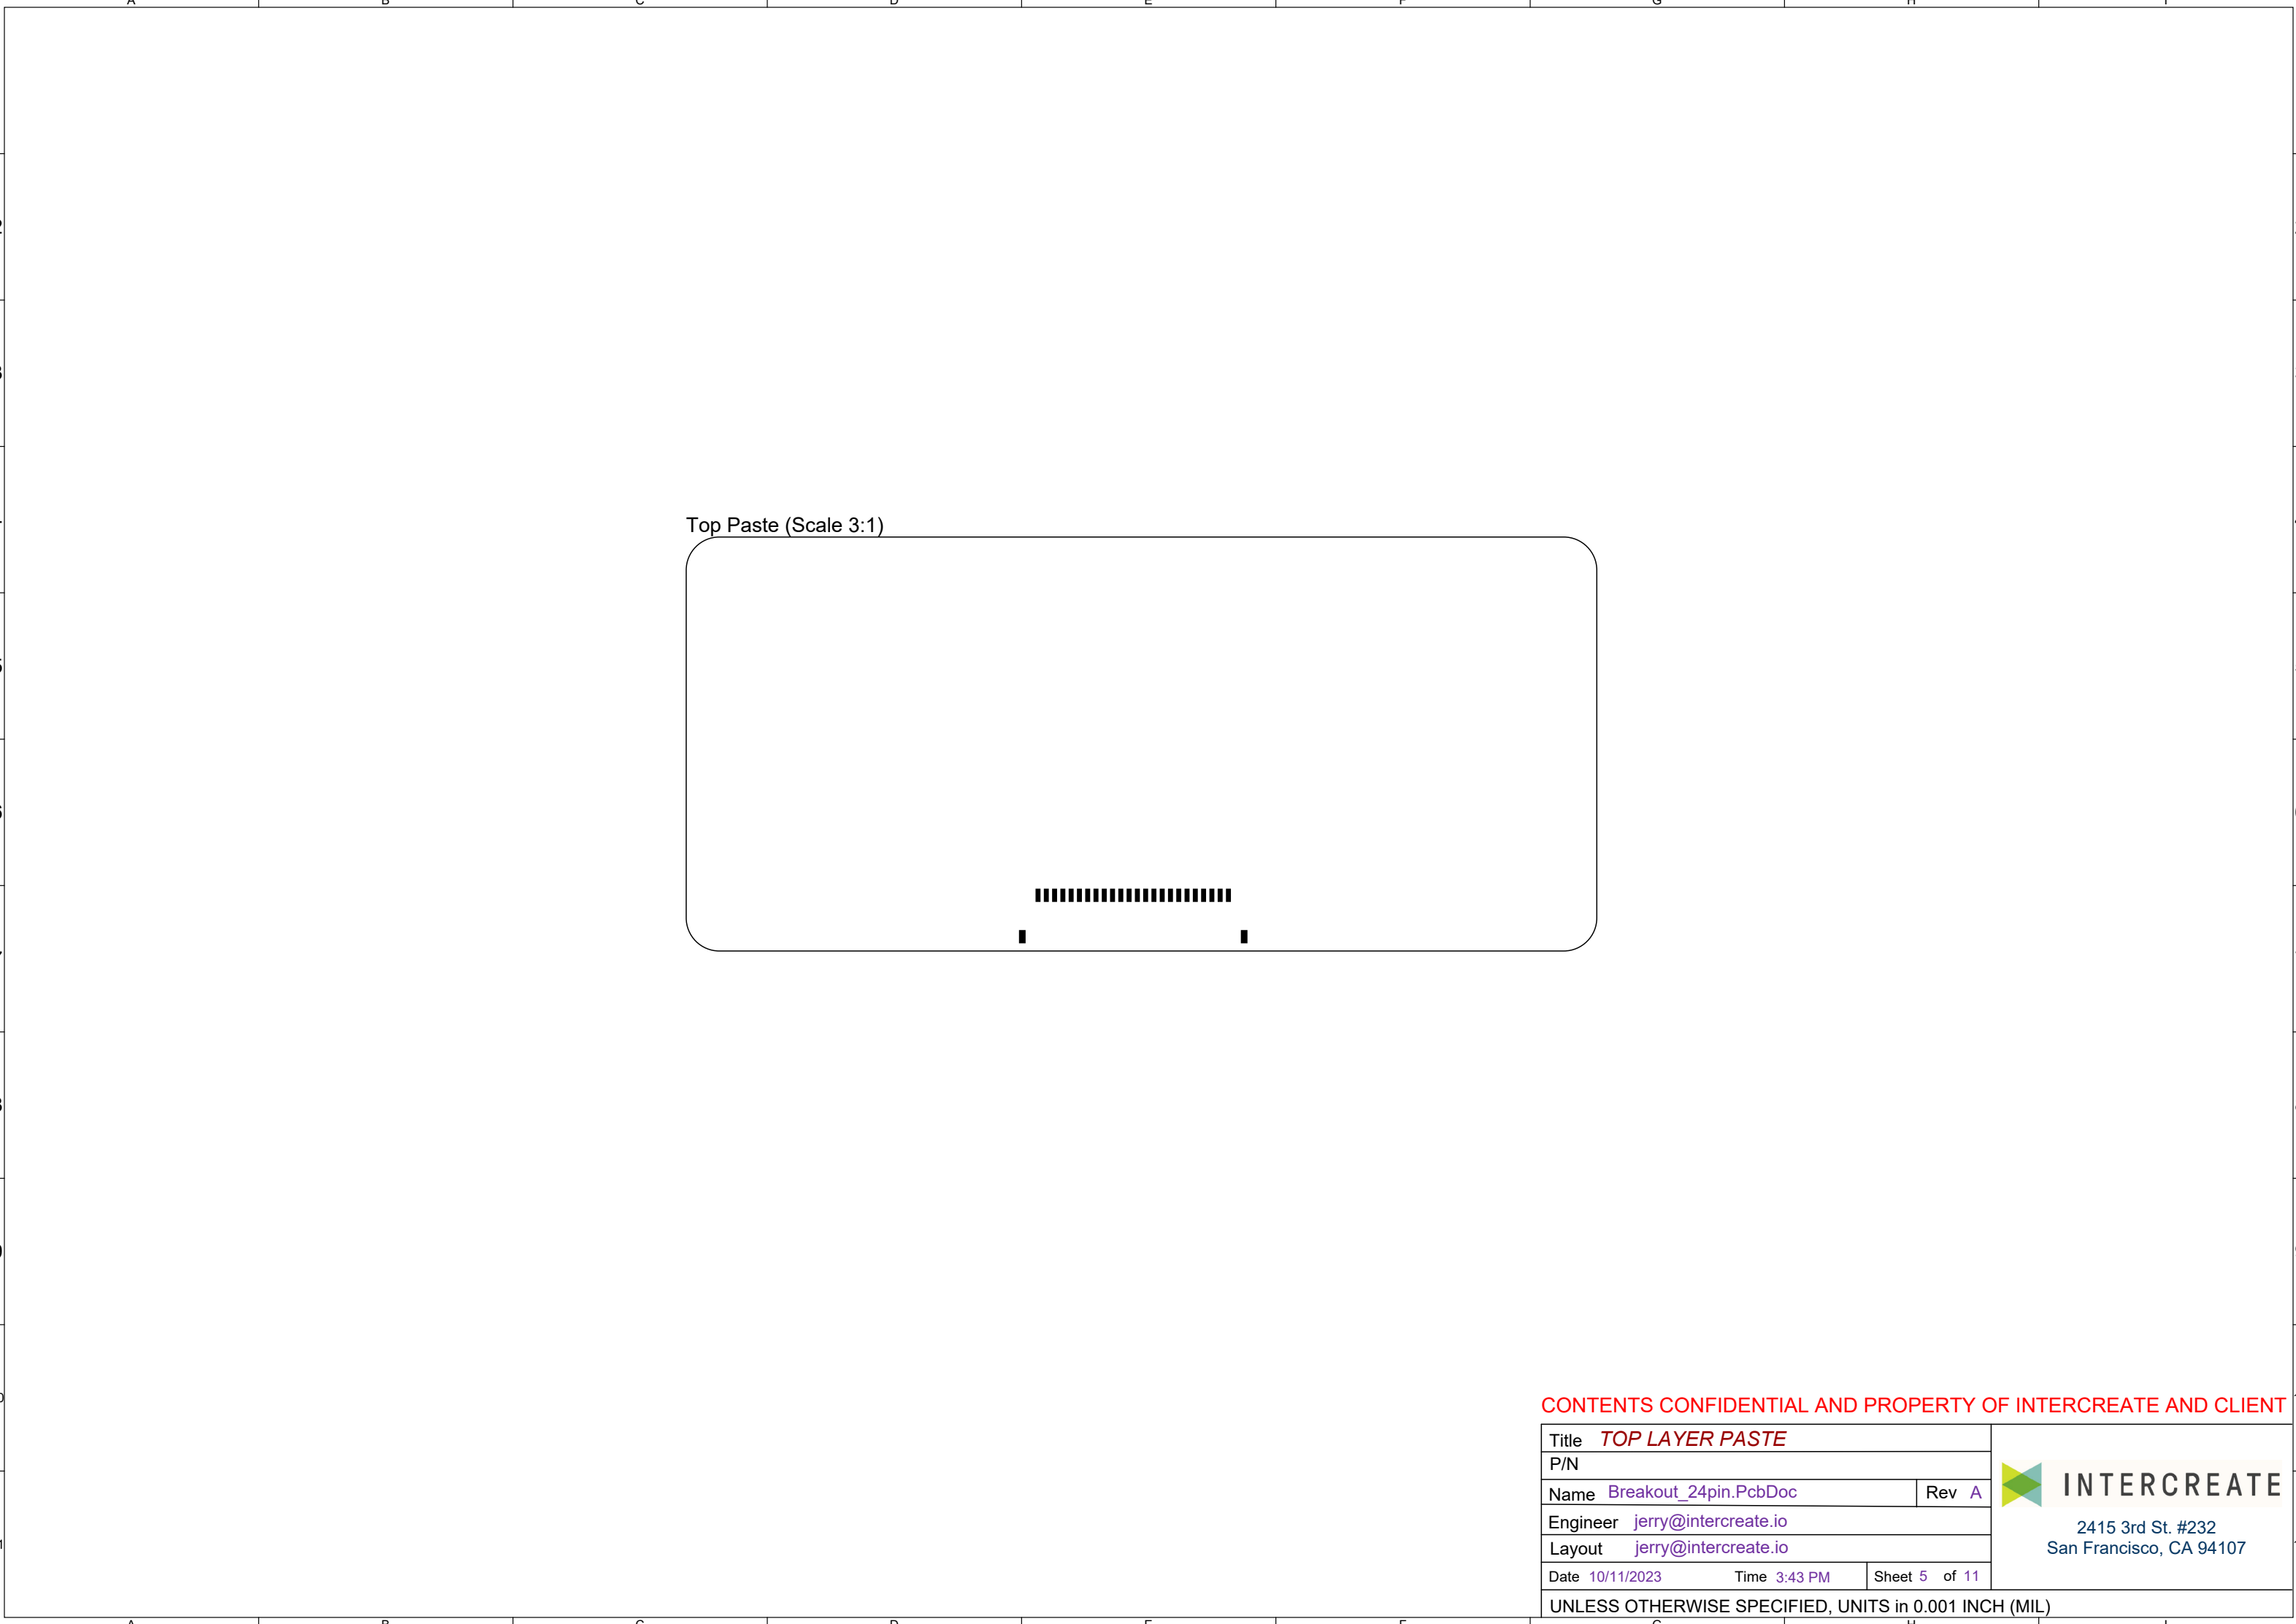 A B C D E F G H I
Top Paste (Scale 3:1)
CONTENTS CONFIDENTIAL AND PROPERTY OF INTERCREATE AND CLIENT
Title TOP LAYER PASTE
P/N
Name Breakout_24pin.PcbDoc Rev A
Engineer jerry@intercreate.io
Layout jerry@intercreate.io
Date 10/11/2023 Time 3:43 PM Sheet 5 of 11
UNLESS OTHERWISE SPECIFIED, UNITS in 0.001 INCH (MIL)
INTERCREATE
2415 3rd St. #232
San Francisco, CA 94107